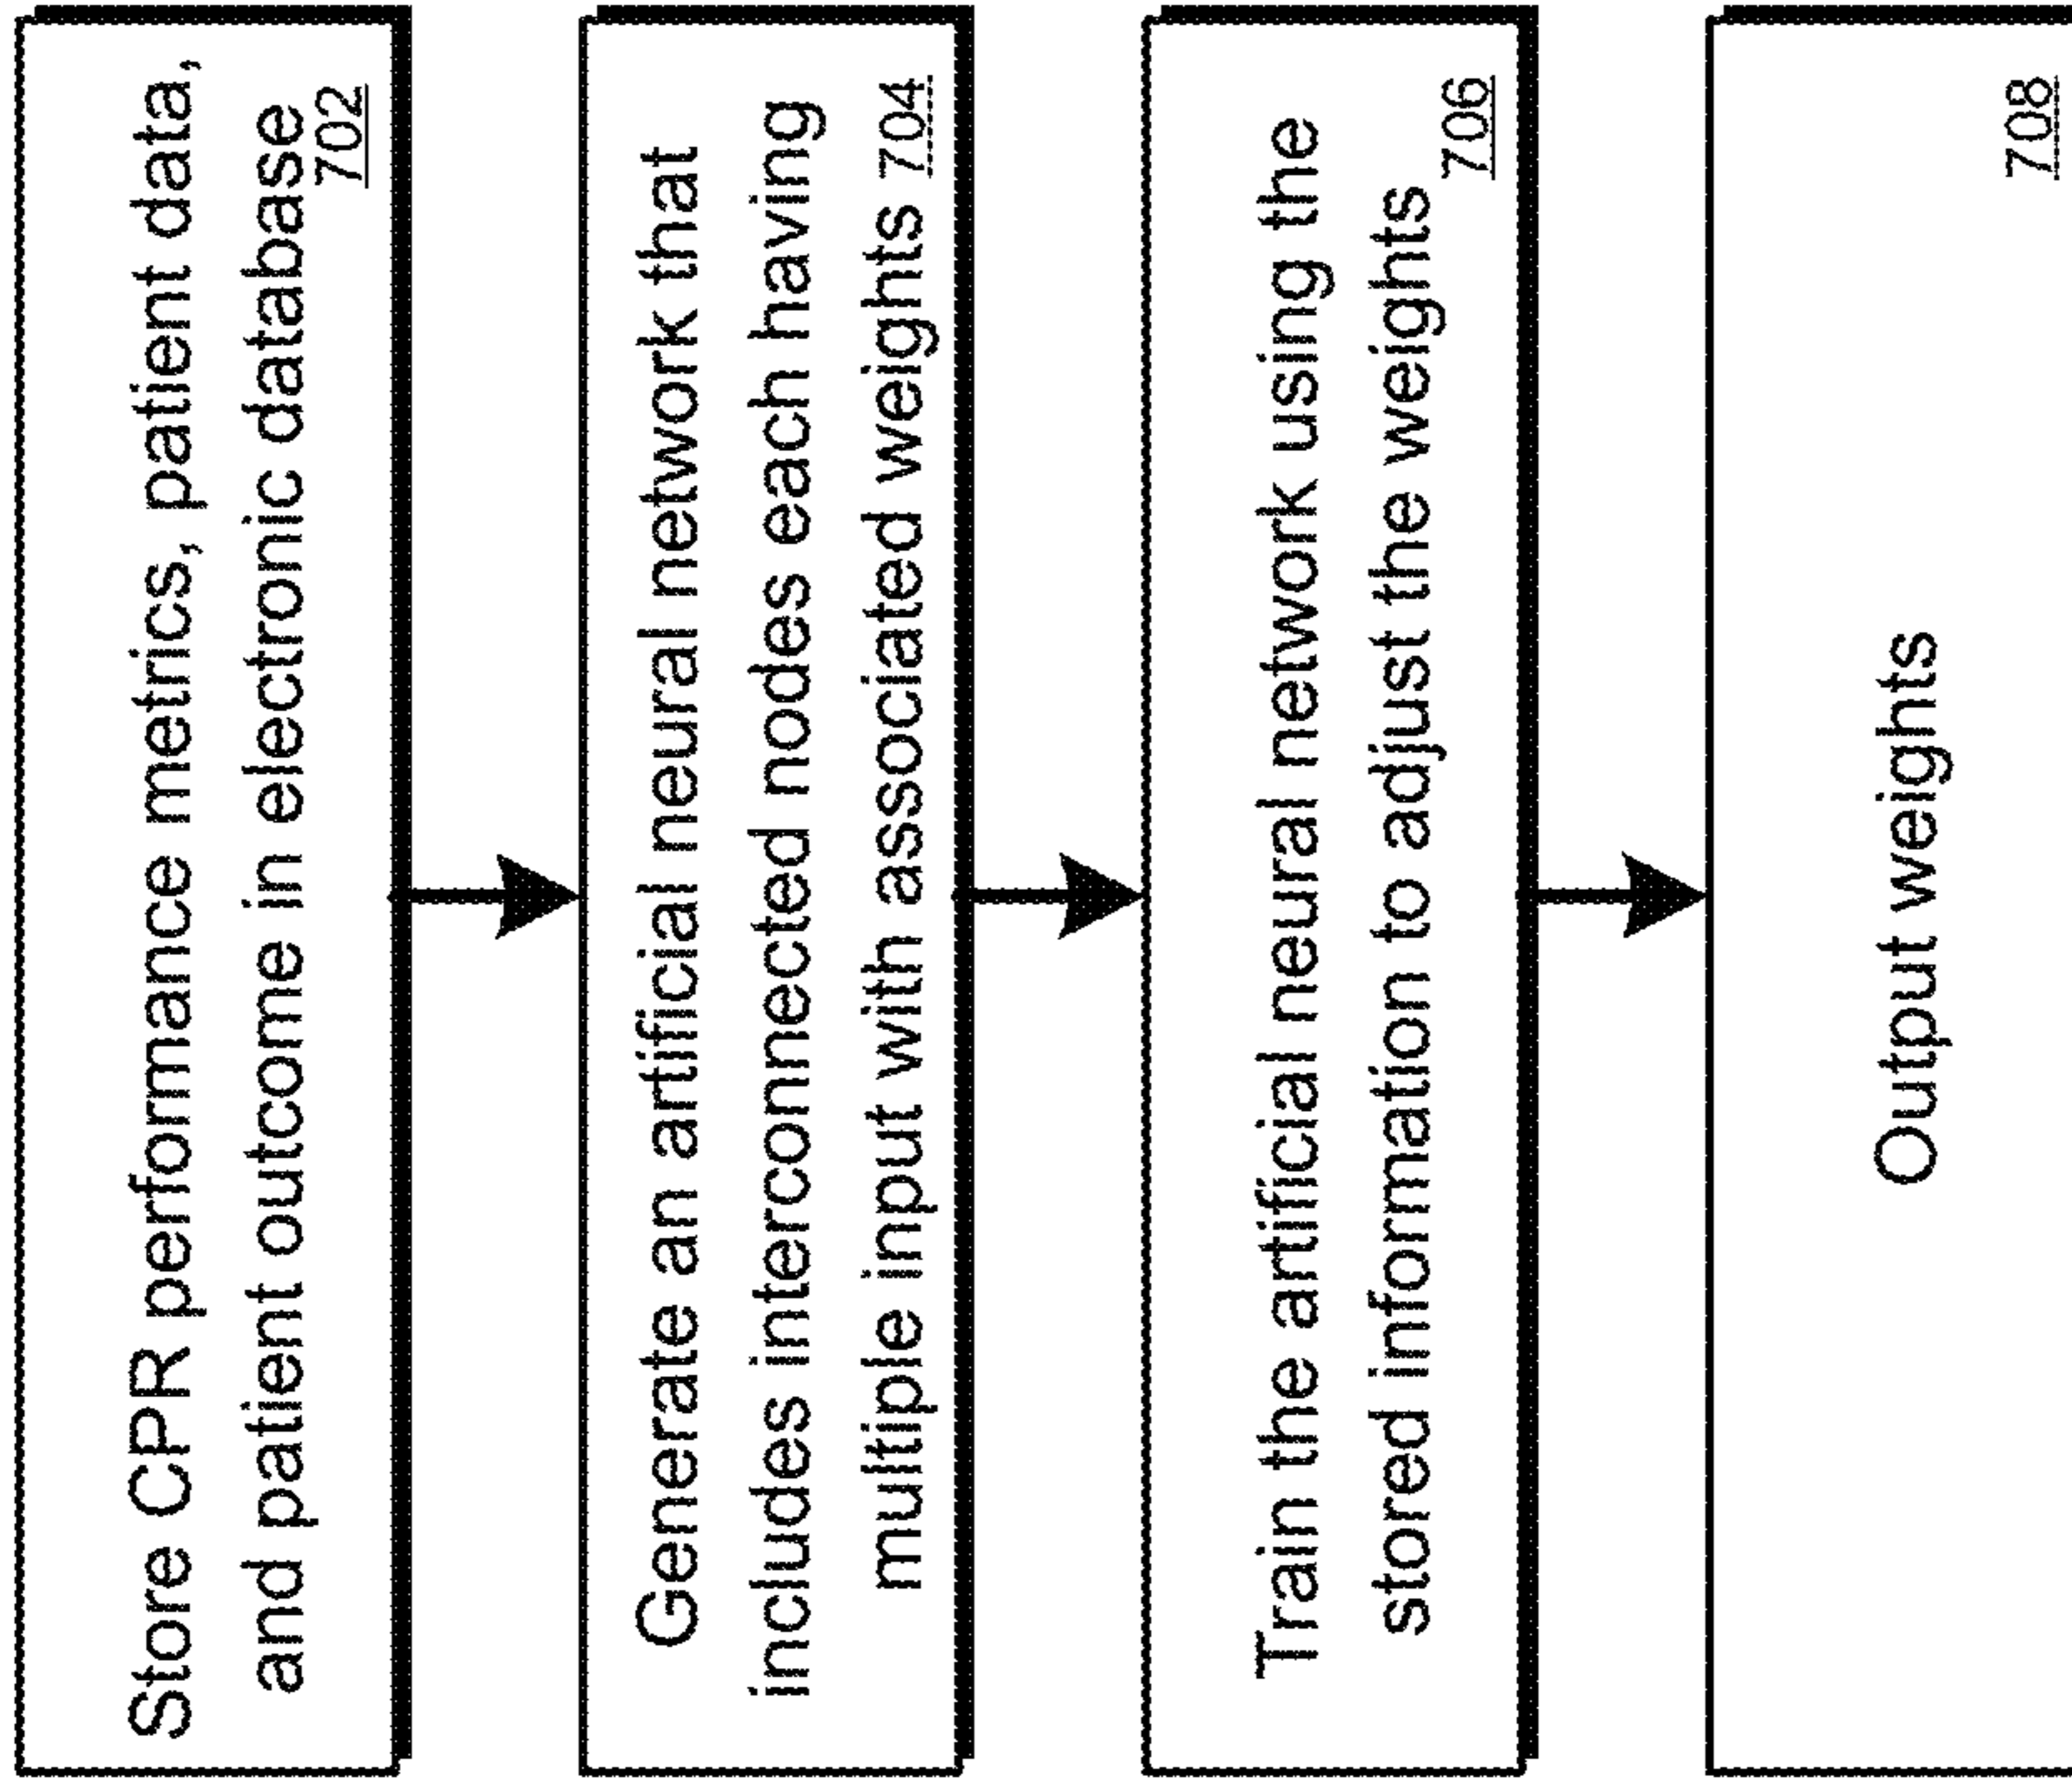 Store CPR performance metrics, patient data,
and patient outcome in electronic database
702
Generate an artificial neural network that
includes interconnected nodes each having
multiple input with associated weights 704
Train the artificial neural network using the
stored information to adjust the weights
706
Output weights
708